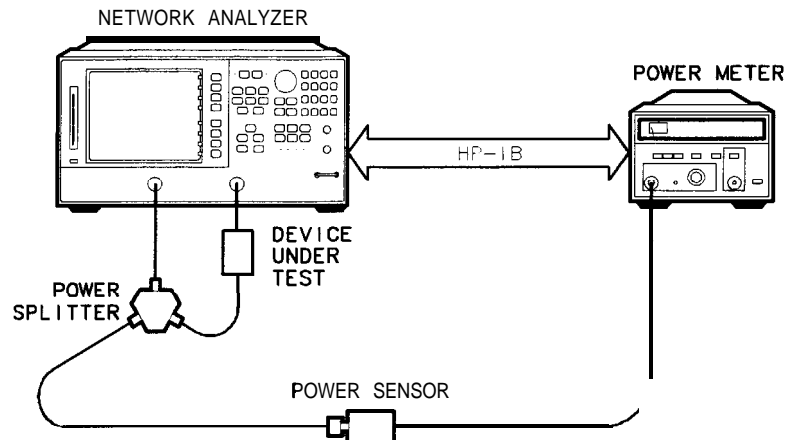 NETWORK ANALYZER
POWER METER
HP-IB
DEVICE
UNDER
TEST
POWER
SPLITTER
POWER SENSOR